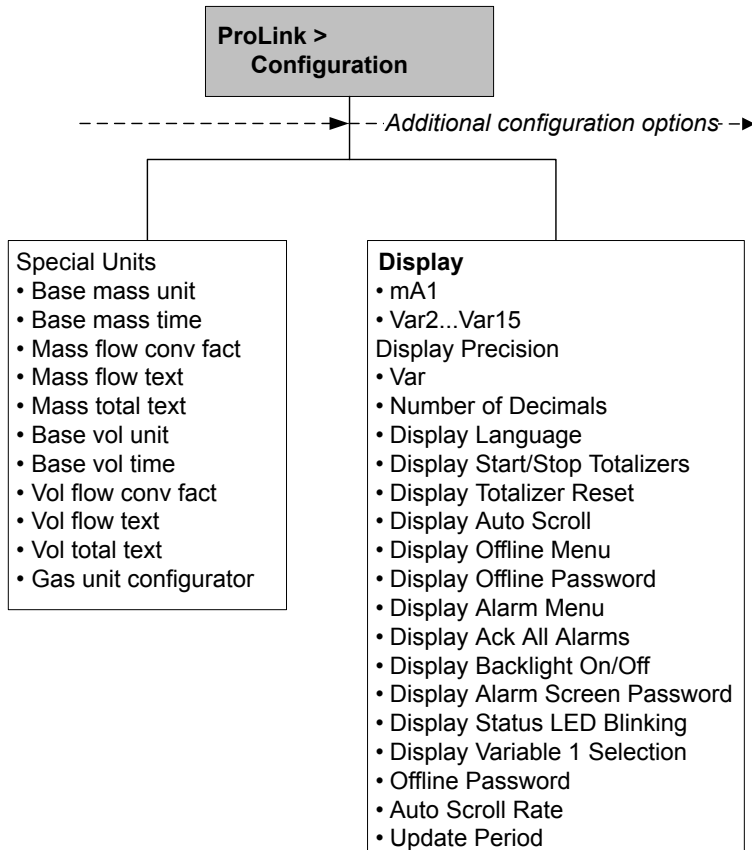 ProLink >
Configuration
Additional configuration options
Special Units
• Base mass unit
• Base mass time
• Mass flow conv fact
• Mass flow text
• Mass total text
• Base vol unit
• Base vol time
• Vol flow conv fact
• Vol flow text
• Vol total text
• Gas unit configurator
Display
• mA1
• Var2...Var15
Display Precision
• Var
• Number of Decimals
• Display Language
• Display Start/Stop Totalizers
• Display Totalizer Reset
• Display Auto Scroll
• Display Offline Menu
• Display Offline Password
• Display Alarm Menu
• Display Ack All Alarms
• Display Backlight On/Off
• Display Alarm Screen Password
• Display Status LED Blinking
• Display Variable 1 Selection
• Offline Password
• Auto Scroll Rate
• Update Period